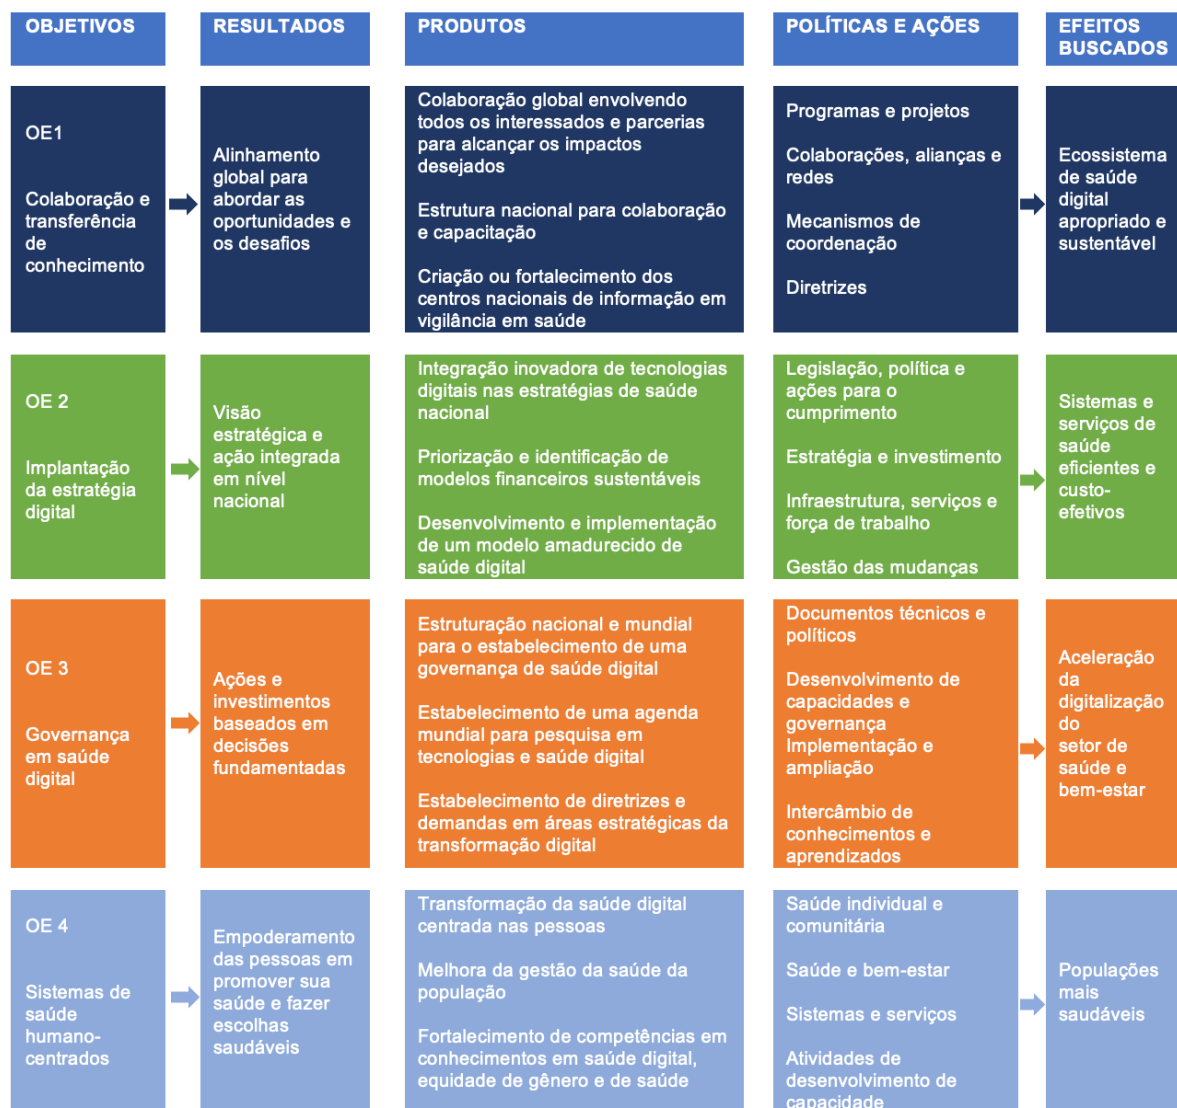 OBJETIVOS
RESULTADOS
PRODUTOS
POLÍTICAS E AÇÕES
EFEITOS
BUSCADOS
OE1
Colaboração e
transferência
de
conhecimento
Alinhamento
global para
abordar as
oportunidades e
os desafios
Colaboração global envolvendo
todos os interessados e parcerias
para alcançar os impactos
desejados
Estrutura nacional para colaboração
e capacitação
Criação ou fortalecimento dos
centros nacionais de informação em
vigilância em saúde
Programas e projetos
Colaborações, alianças e
redes
Mecanismos de
coordenação
Diretrizes
Ecossistema
de saúde
digital
apropriado e
sustentável
OE 2
Implantação
da estratégia
digital
Visão
estratégica e
ação integrada
em nível
nacional
Integração inovadora de tecnologias
digitais nas estratégias de saúde
nacional
Priorização e identificação de
modelos financeiros sustentáveis
Desenvolvimento e implementação
de um modelo amadurecido de
saúde digital
Legislação, política e
ações para o
cumprimento
Estratégia e investimento
Infraestrutura, serviços e
força de trabalho
Gestão das mudanças
Sistemas e
serviços de
saúde
eficientes e
custo-
efetivos
OE 3
Governança
em saúde
digital
Ações e
investimentos
baseados em
decisões
fundamentadas
Estruturação nacional e mundial
para o estabelecimento de uma
governança de saúde digital
Estabelecimento de uma agenda
mundial para pesquisa em
tecnologias e saúde digital
Estabelecimento de diretrizes e
demandas em áreas estratégicas da
transformação digital
Documentos técnicos e
políticos
Desenvolvimento de
capacidades e
governança
Implementação e
ampliação
Intercâmbio de
conhecimentos e
aprendizados
Aceleração
da
digitalização
do
setor de
saúde e
bem-estar
OE 4
Sistemas de
saúde
humano-
centrados
Empoderamento
das pessoas em
promover sua
saúde e fazer
escolhas
saudáveis
Transformação da saúde digital
centrada nas pessoas
Melhora da gestão da saúde da
população
Fortalecimento de competências em
conhecimentos em saúde digital,
equidade de gênero e de saúde
Saúde individual e
comunitária
Saúde e bem-estar
Sistemas e serviços
Atividades de
desenvolvimento de
capacidade
Populações
mais
saudáveis